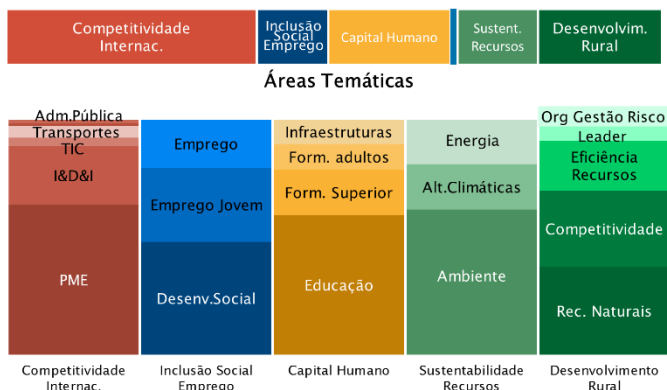 Competitividade
Internac.
Inclusão
Social
Emprego
Capital Humano
Sustent.
Recursos
Desenvolvim.
Rural
Áreas Temáticas
Adm.Pública
Transportes
TIC
I&D&I
PME
Emprego
Emprego Jovem
Desenv.Social
Infraestruturas
Form. adultos
Form. Superior
Educação
Energia
Alt.Climáticas
Ambiente
Org Gestão Risco
Leader
Eficiência
Recursos
Competitividade
Rec. Naturais
Competitividade
Internac.
Inclusão Social
Emprego
Capital Humano
Sustentabilidade
Recursos
Desenvolvimento
Rural